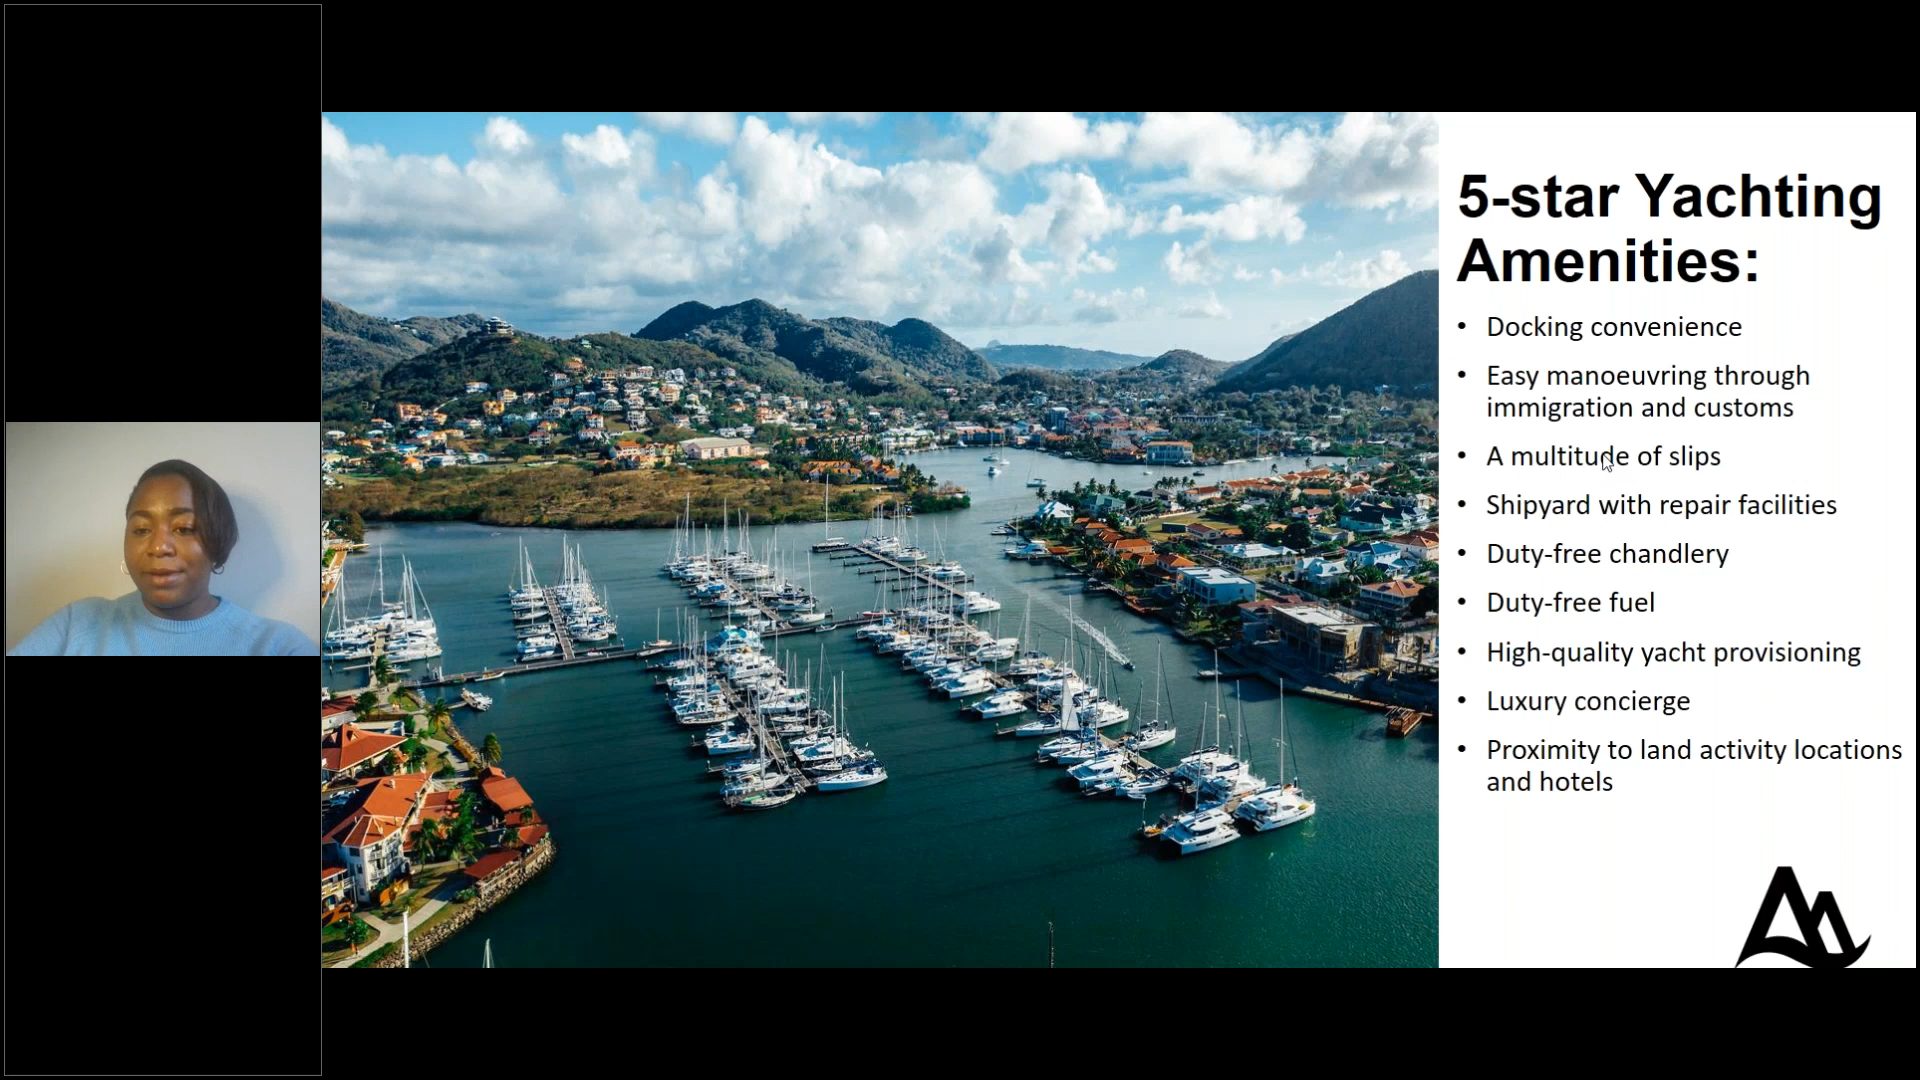 5-star Yachting
Amenities:
• Docking convenience
• Easy manoeuvring through
immigration and customs
• A multitude of slips
• Shipyard with repair facilities
• Duty-free chandlery
• Duty-free fuel
• High-quality yacht provisioning
• Luxury concierge
• Proximity to land activity locations
and hotels